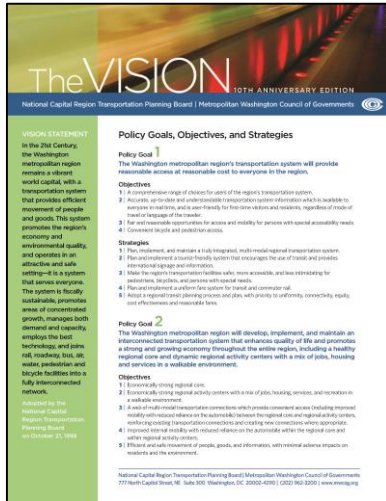 The VISION
10TH ANNIVERSARY EDITION
National Capital Region Transportation Planning Board | Metropolitan Washington Council of Governments
VISION STATEMENT
In the 21st Century,
the Washington
metropolitan region
remains a vibrant
world capital, with a
transportation system
that provides efficient
movement of people
and goods. This system
promotes the region's
economy and
environmental quality,
and operates in an
attractive and safe
setting—it is a system
that serves everyone.
The system is fiscally
sustainable, promotes
areas of concentrated
growth, manages both
demand and capacity,
employs the best
technology, and joins
rail, roadway, bus, air,
water, pedestrian and
bicycle facilities into a
fully interconnected
network.
Adopted by the
National Capital
Region Transportation
Planning Board
on October 21, 1998
Policy Goals, Objectives, and Strategies
Policy Goal 1
The Washington metropolitan region's transportation system will provide
reasonable access at reasonable cost to everyone in the region.
Objectives
1 | A comprehensive range of choices for users of the region's transportation system.
2 | Accurate, up-to-date and understandable transportation system information which is available to
everyone in real-time, and is user-friendly for first-time visitors and residents, regardless of mode of
travel or language of the traveler.
3 | Fair and reasonable opportunities for access and mobility for persons with special accessibility needs.
4 | Convenient bicycle and pedestrian access.
Strategies
1 | Plan, implement, and maintain a truly integrated, multi-modal regional transportation system.
2 | Plan and implement a tourist-friendly system that encourages the use of transit and provides
international signage and information.
3 | Make the region's transportation facilities safer, more accessible, and less intimidating for
pedestrians, bicyclists, and persons with special needs.
4 | Plan and implement a uniform fare system for transit and commuter rail.
5 | Adopt a regional transit planning process and plan, with priority to uniformity, connectivity, equity,
cost effectiveness and reasonable fares.
Policy Goal 2
The Washington metropolitan region will develop, implement, and maintain an
interconnected transportation system that enhances quality of life and promotes
a strong and growing economy throughout the entire region, including a healthy
regional core and dynamic regional activity centers with a mix of jobs, housing
and services in a walkable environment.
Objectives
1 | Economically strong regional core.
2 | Economically strong regional activity centers with a mix of jobs, housing, services, and recreation in
a walkable environment.
3 | A web of multi-modal transportation connections which provide convenient access (including improved
mobility with reduced reliance on the automobile) between the regional core and regional activity centers,
reinforcing existing transportation connections and creating new connections where appropriate.
4 | Improved internal mobility with reduced reliance on the automobile within the regional core and
within regional activity centers.
5 | Efficient and safe movement of people, goods, and information, with minimal adverse impacts on
residents and the environment.
National Capital Region Transportation Planning Board | Metropolitan Washington Council of Governments
777 North Capitol Street, NE Suite 300 Washington, DC 20002-4290 | (202) 962-3200 | www.mwcog.org